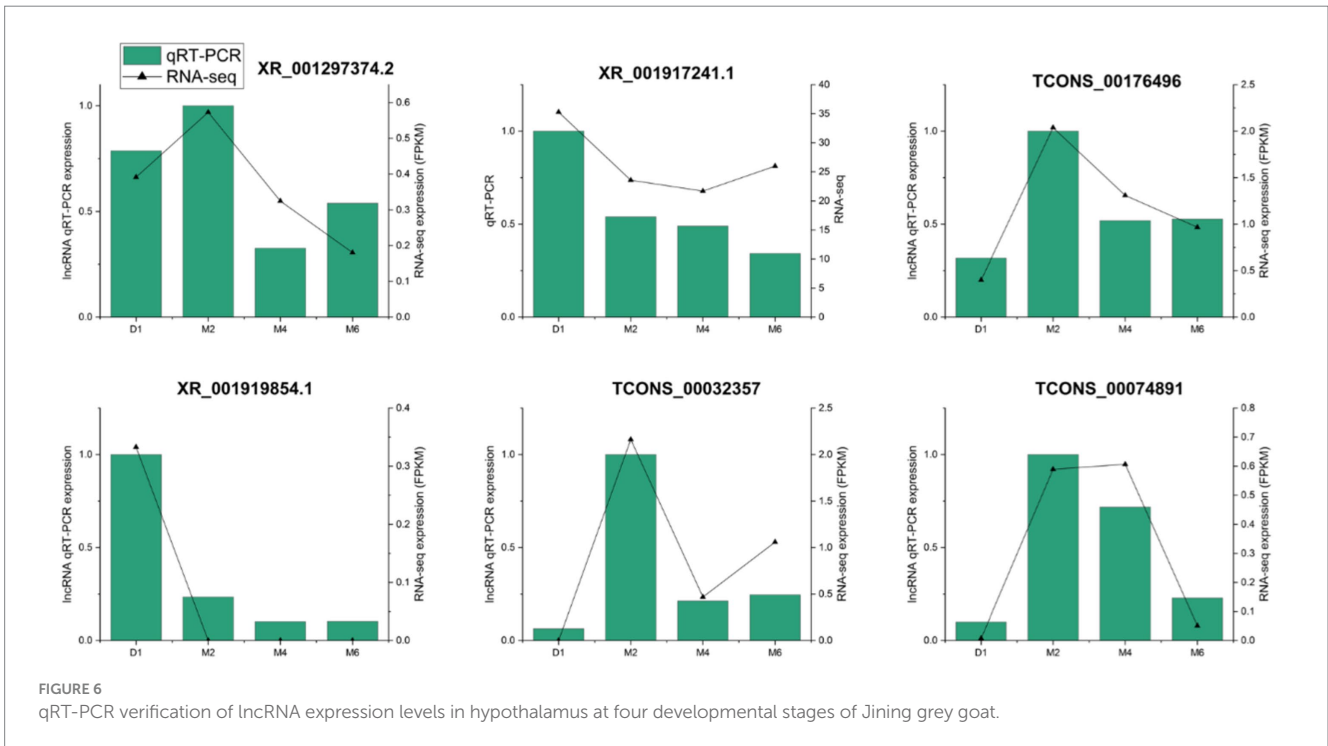 qRT-PCR
RNA-seq
XR_001297374.2
lncRNA qRT-PCR expression
1.0
0.5
0.0
0.6
0.5
0.4
0.3
0.2
0.1
0.0
RNA-seq expression (FPKM)
D1 M2 M4 M6
XR_001917241.1
qRT-PCR
1.0
0.5
0.0
40
35
30
25
20
15
10
5
0
RNA-seq
D1 M2 M4 M6
TCONS_00176496
lncRNA qRT-PCR expression
1.0
0.5
0.0
2.5
2.0
1.5
1.0
0.5
0.0
RNA-seq expression (FPKM)
D1 M2 M4 M6
XR_001919854.1
lncRNA qRT-PCR expression
1.0
0.5
0.0
0.4
0.3
0.2
0.1
0.0
RNA-seq expression (FPKM)
D1 M2 M4 M6
TCONS_00032357
lncRNA qRT-PCR expression
1.0
0.5
0.0
2.5
2.0
1.5
1.0
0.5
0.0
RNA-seq expression (FPKM)
D1 M2 M4 M6
TCONS_00074891
lncRNA qRT-PCR expression
1.0
0.5
0.0
0.8
0.7
0.6
0.5
0.4
0.3
0.2
0.1
0.0
RNA-seq expression (FPKM)
D1 M2 M4 M6
FIGURE 6
qRT-PCR verification of lncRNA expression levels in hypothalamus at four developmental stages of Jining grey goat.